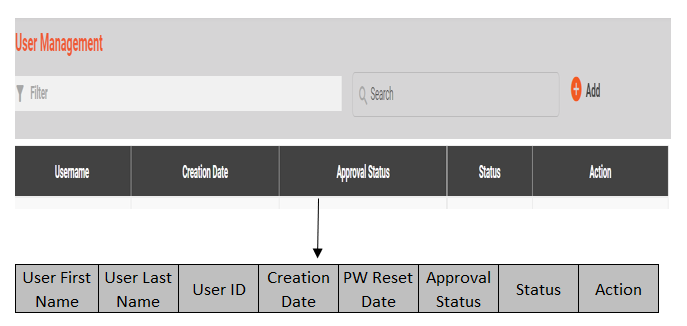 User Management
Filter
Search
Add
Username Creation Date Approval Status Status Action
User First User Last User ID Creation PW Reset Approval Status Action
Name Name Date Date Status